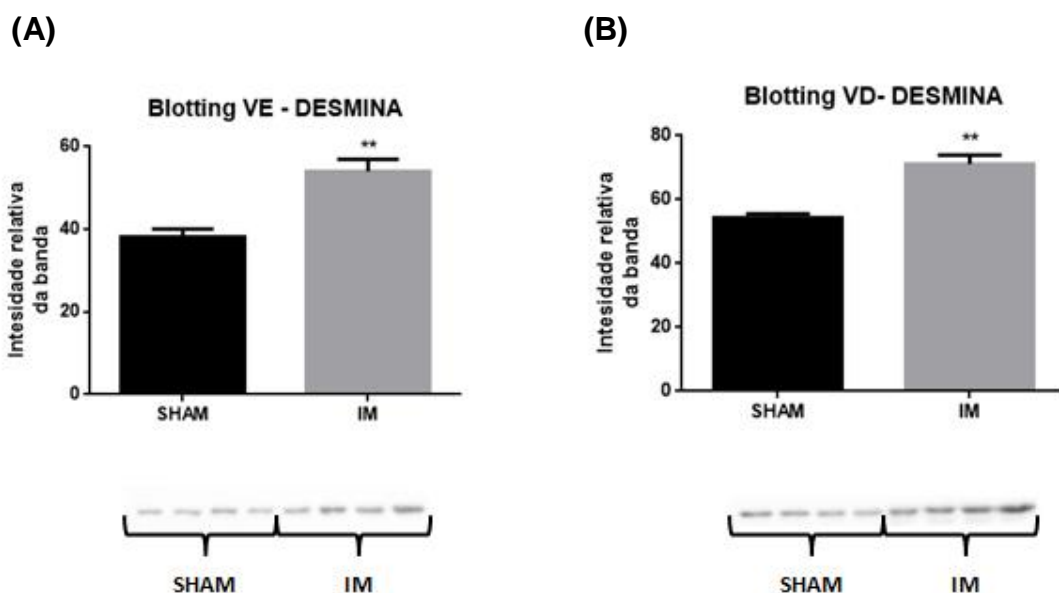 (A)
Blotting VE - DESMINA
Intesidade relativa
da banda
60
40
20
0
**
SHAM
IM
SHAM
IM
(B)
Blotting VD- DESMINA
Intesidade relativa
da banda
80
60
40
20
0
**
SHAM
IM
SHAM
IM